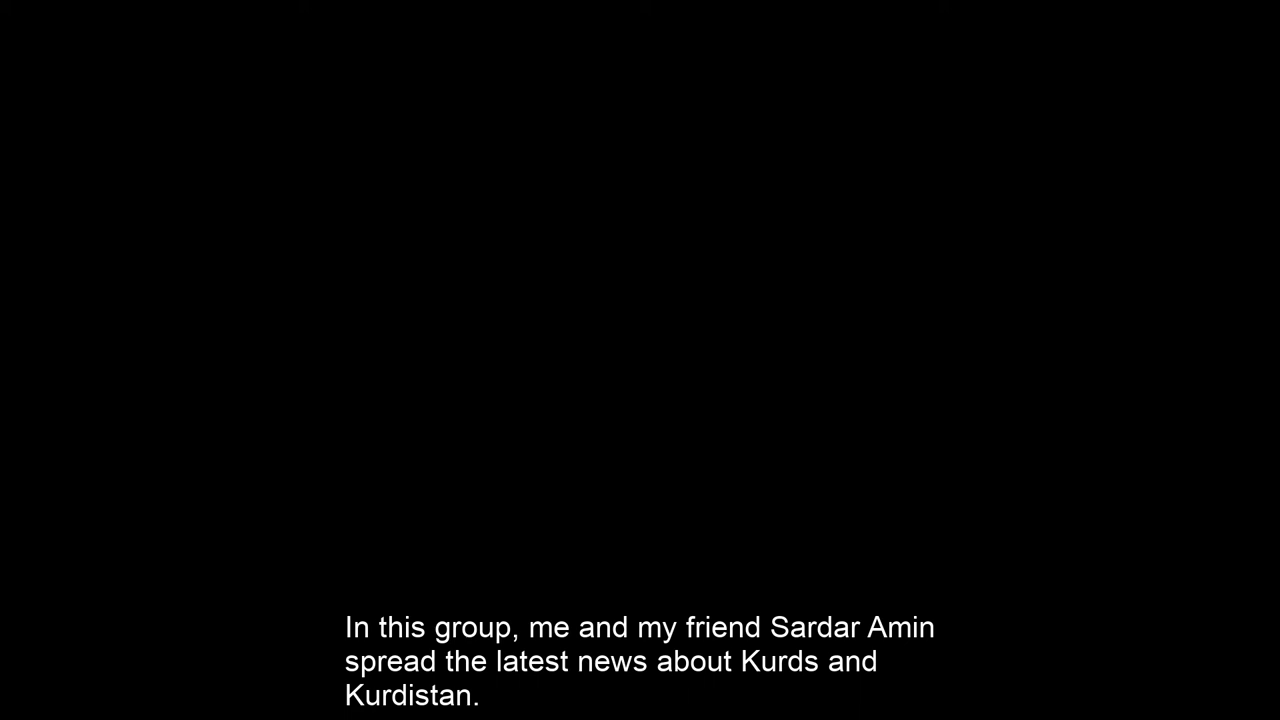 In this group, me and my friend Sardar Amin
spread the latest news about Kurds and
Kurdistan.